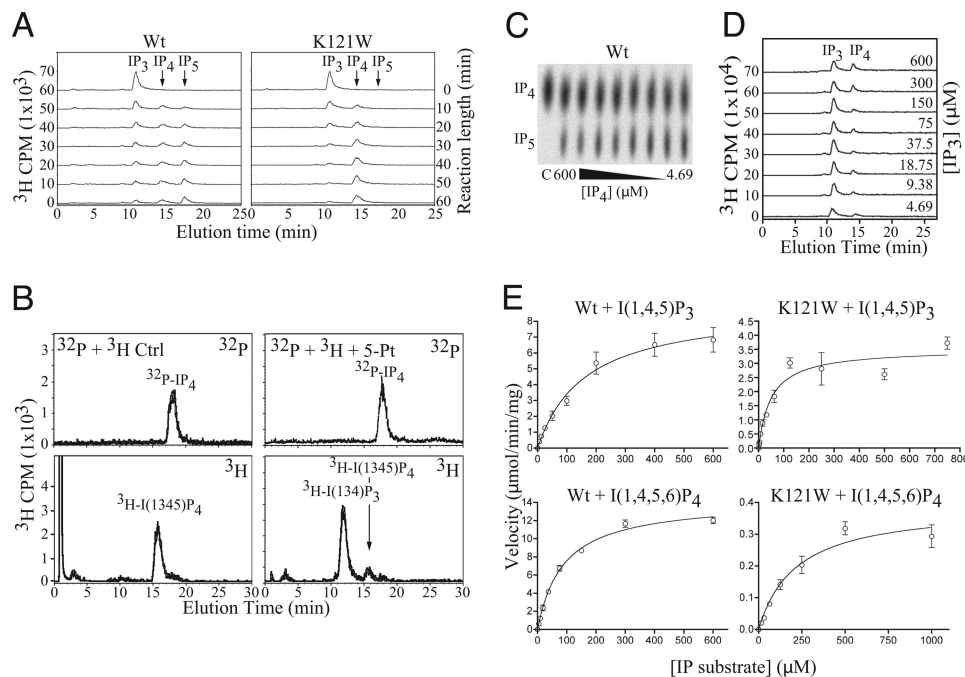 A
Wt
K121W
IP3 IP4 IP5
IP3 IP4 IP5
³H CPM (1x10³)
70
60
50
40
30
20
10
0
0
10
20
30
40
50
60
Reaction length (min)
0 5 10 15 20 25
0 5 10 15 20 25
Elution time (min)
B
³²P + ³H Ctrl ³²P
³²P-IP4
³²P + ³H + 5-Pt ³²P
³²P-IP4
³H CPM (1x10³)
3
2
1
0
³H
³H-I(1345)P4
³H
³H-I(1345)P4
³H-I(134)P3
5
4
2
1
0
0 5 10 15 20 25 30
0 5 10 15 20 25 30
Elution Time (min)
C
Wt
IP4
IP5
C 600 4.69
[IP4] (µM)
D
IP3 IP4
³H CPM (1x10⁴)
70
60
50
40
30
20
10
0
600
300
150
75
37.5
18.75
9.38
4.69
[IP3] (µM)
0 5 10 15 20 25
Elution Time (min)
E
Velocity (µmol/min/mg)
Wt + I(1,4,5)P3
10
9
8
7
6
5
4
3
2
1
0
0 100 200 300 400 500 600
K121W + I(1,4,5)P3
4.5
4.0
3.5
3.0
2.5
2.0
1.5
1.0
0.5
0.0
0 100 200 300 400 500 600 700
Wt + I(1,4,5,6)P4
14
12
10
8
6
4
2
0
0 100 200 300 400 500 600
K121W + I(1,4,5,6)P4
0.4
0.3
0.2
0.1
0.0
0 250 500 750 1000
[IP substrate] (µM)